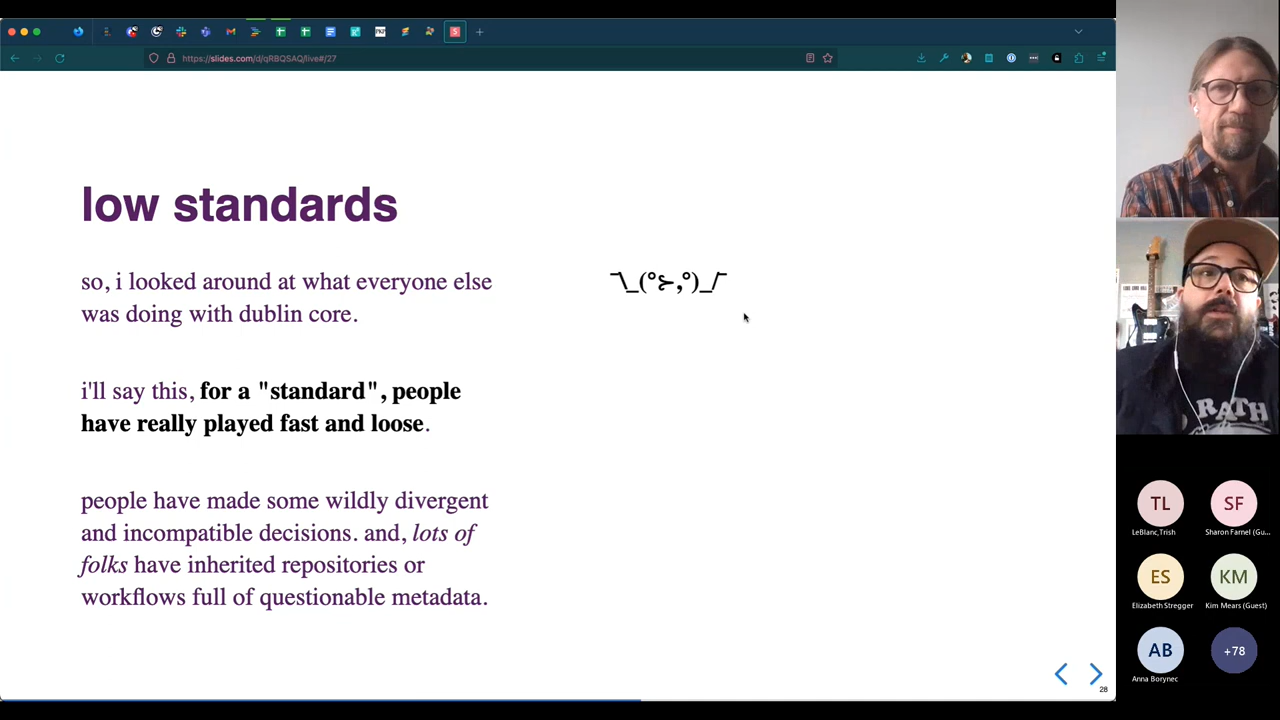 https://slides.com/d/qRBQSAQ/live#/27
low standards
so, i looked around at what everyone else
was doing with dublin core.
i'll say this, for a "standard", people
have really played fast and loose.
people have made some wildly divergent
and incompatible decisions. and, lots of
folks have inherited repositories or
workflows full of questionable metadata.
¯\_(°⊱,°)_/¯
28
RATH
TL
LeBlanc,Trish
SF
Sharon Farnel (Gu...
ES
Elizabeth Stregger
KM
Kim Mears (Guest)
AB
Anna Borynec
+78